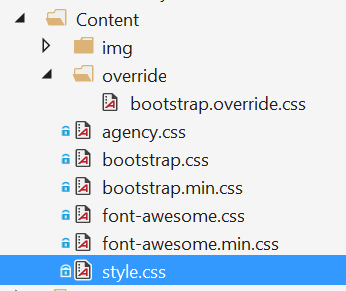 Content
img
override
bootstrap.override.css
agency.css
bootstrap.css
bootstrap.min.css
font-awesome.css
font-awesome.min.css
style.css